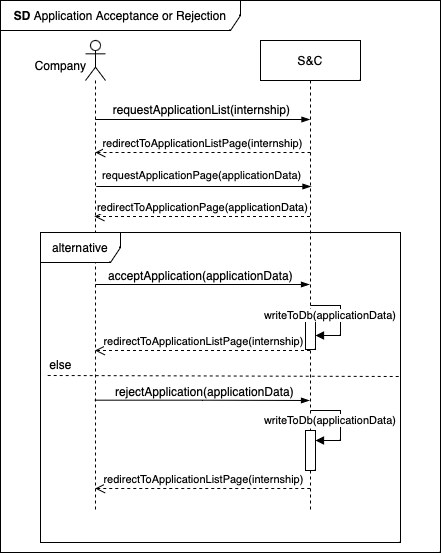 SD Application Acceptance or Rejection
Company
S&C
requestApplicationList(internship)
redirectToApplicationListPage(internship)
requestApplicationPage(applicationData)
redirectToApplicationPage(applicationData)
alternative
acceptApplication(applicationData)
writeToDb(applicationData)
redirectToApplicationListPage(internship)
else
rejectApplication(applicationData)
writeToDb(applicationData)
redirectToApplicationListPage(internship)